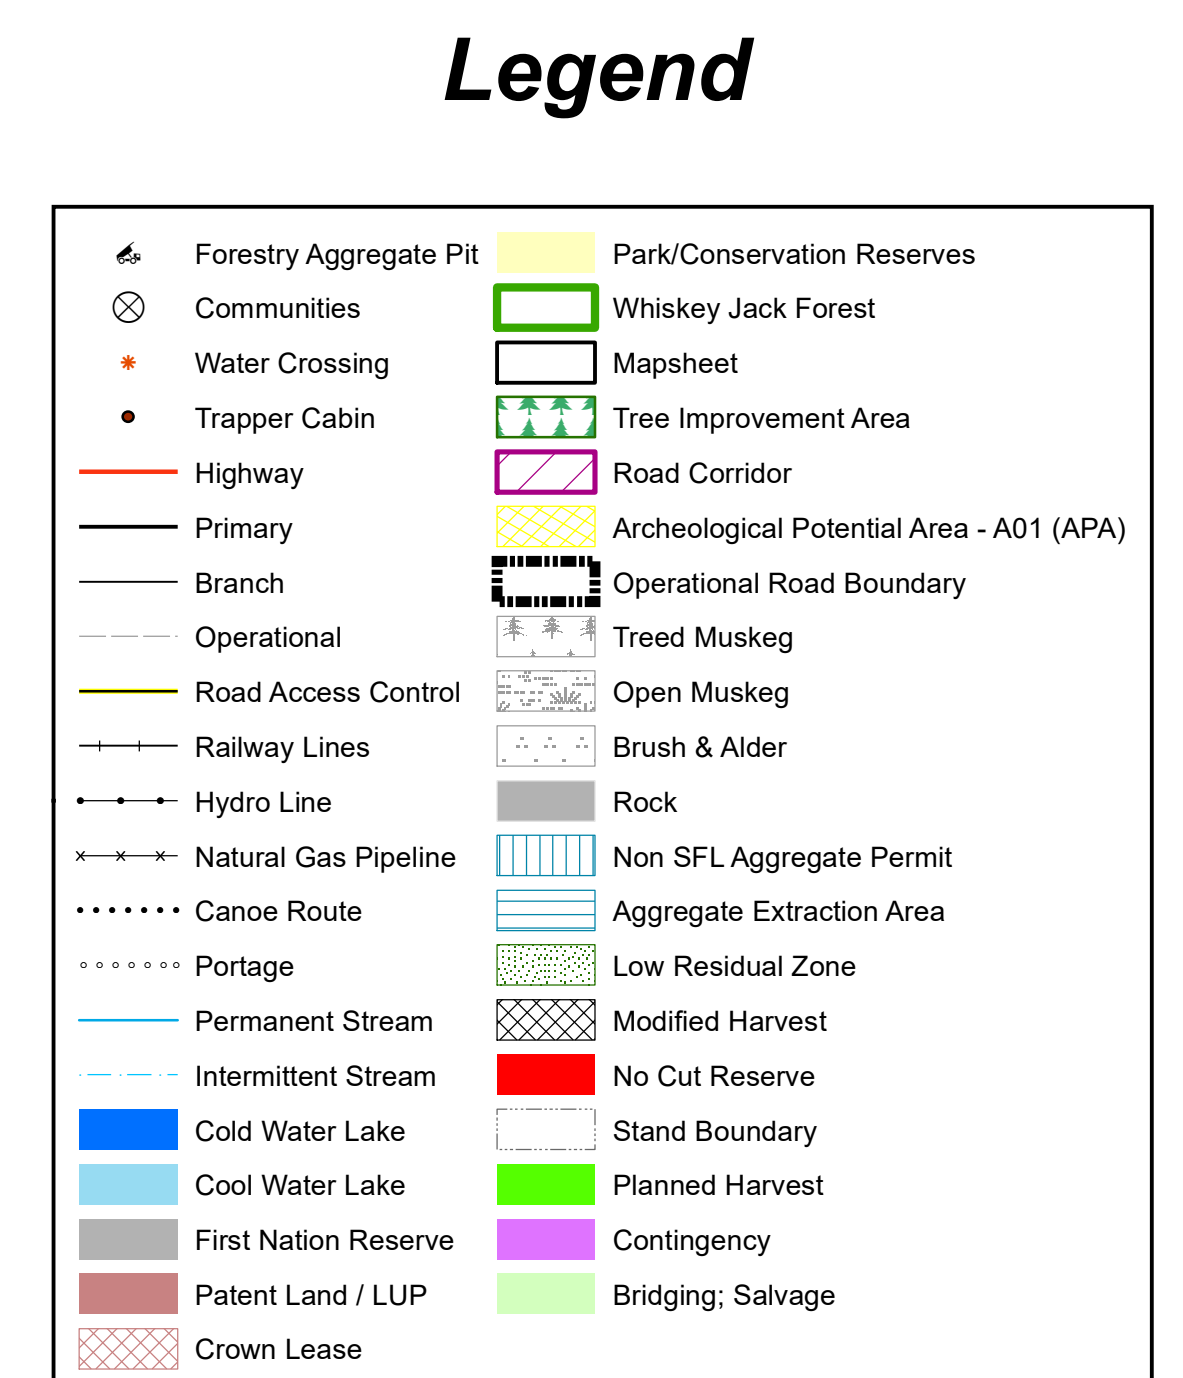 Legend
Forestry Aggregate Pit
Communities
Water Crossing
Trapper Cabin
Highway
Primary
Branch
Operational
Road Access Control
Railway Lines
Hydro Line
Natural Gas Pipeline
Canoe Route
Portage
Permanent Stream
Intermittent Stream
Cold Water Lake
Cool Water Lake
First Nation Reserve
Patent Land / LUP
Crown Lease
Park/Conservation Reserves
Whiskey Jack Forest
Mapsheet
Tree Improvement Area
Road Corridor
Archeological Potential Area - A01 (APA)
Operational Road Boundary
Treed Muskeg
Open Muskeg
Brush & Alder
Rock
Non SFL Aggregate Permit
Aggregate Extraction Area
Low Residual Zone
Modified Harvest
No Cut Reserve
Stand Boundary
Planned Harvest
Contingency
Bridging; Salvage